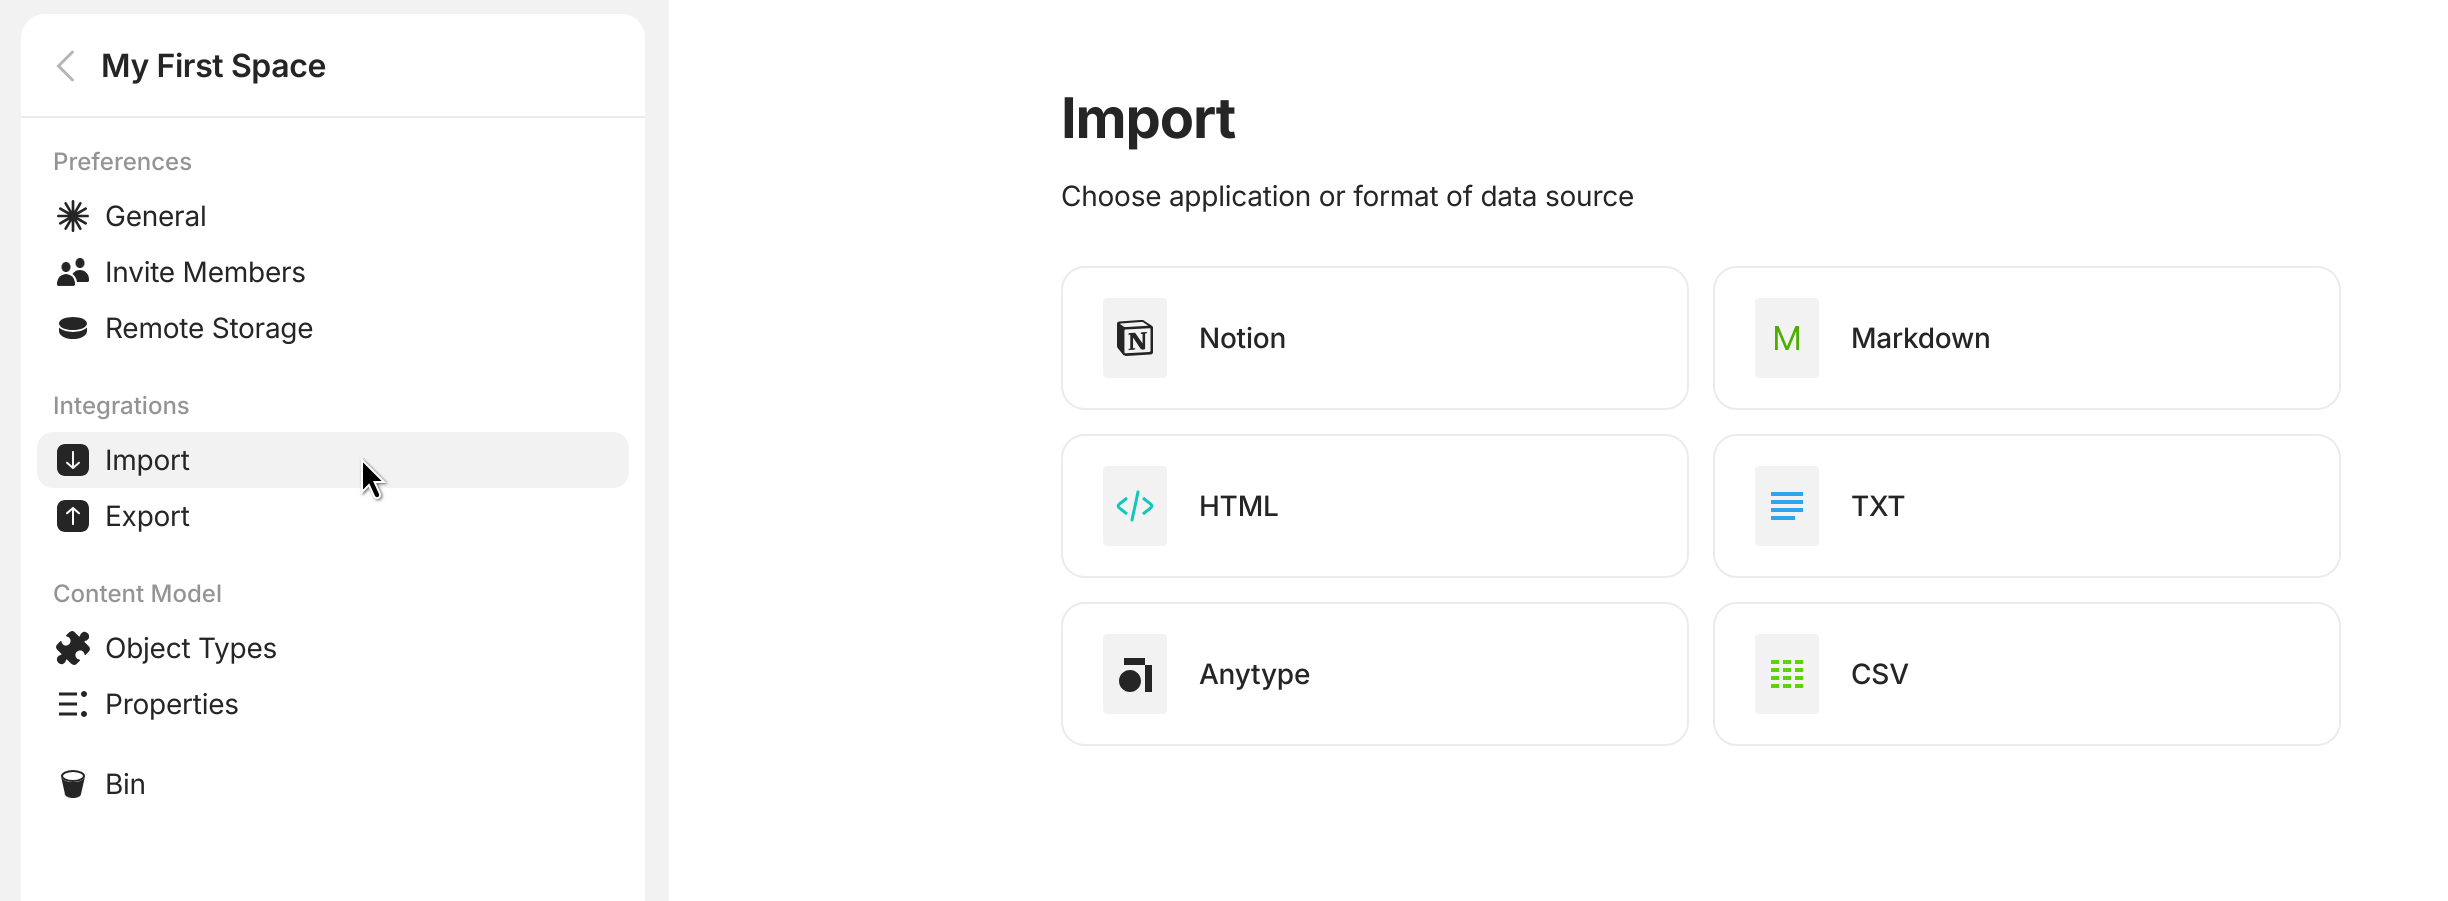 My First Space
Preferences
General
Invite Members
Remote Storage
Integrations
Import
Export
Content Model
Object Types
Properties
Bin
Import
Choose application or format of data source
Notion
M Markdown
HTML
TXT
Anytype
CSV